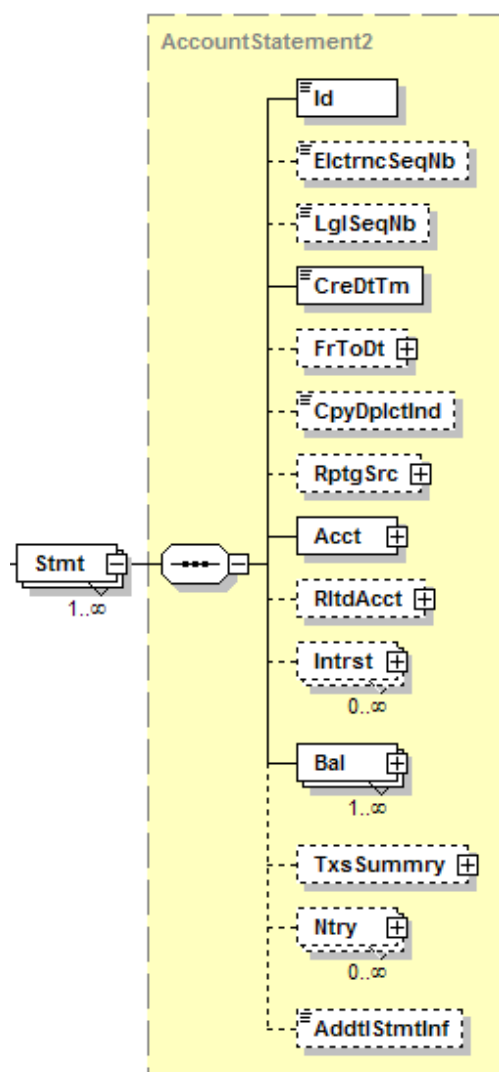 AccountStatement2
Id
ElctrncSeqNb
LglSeqNb
CreDtTm
FrToDt
CpyDplctInd
RptgSrc
Stmt
1..∞
Acct
RltdAcct
Intrst
0..∞
Bal
1..∞
TxsSummry
Ntry
0..∞
AddtlStmtInf